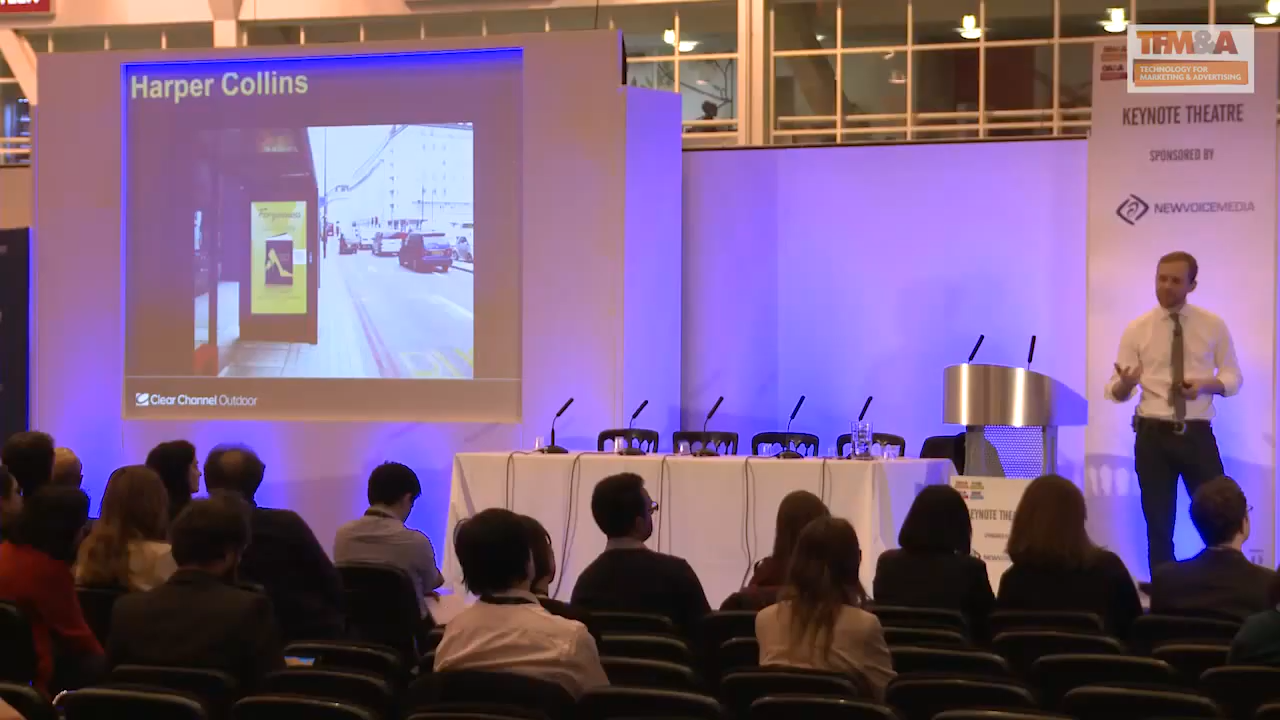 Harper Collins
Clear Channel Outdoor
TFM&A
TECHNOLOGY FOR
MARKETING & ADVERTISING
KEYNOTE THEATRE
SPONSORED BY
NEWVOICEMEDIA